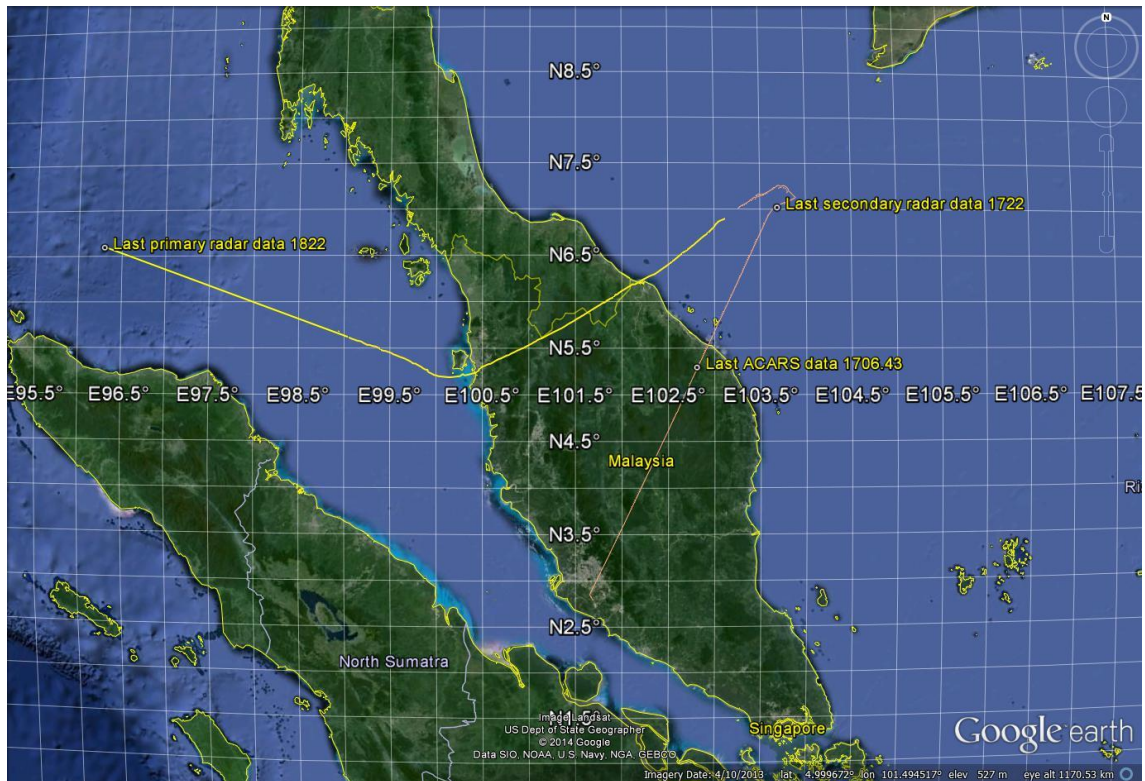 N
N8.5°
N7.5°
Last secondary radar data 1722
Last primary radar data 1822
N6.5°
N5.5°
Last ACARS data 1706.43
E95.5° E96.5° E97.5° E98.5° E99.5° E100.5° E101.5° E102.5° E103.5° E104.5° E105.5° E106.5° E107.5
N4.5°
Malaysia
Ri
N3.5°
N2.5°
North Sumatra
N1.5°
Image Landsat
US Dept of State Geographer
© 2014 Google
Data SIO, NOAA, U.S. Navy, NGA, GEBCO
Singapore
Google earth
Imagery Date: 4/10/2013 lat 4.999672° lon 101.494517° elev 527 m eye alt 1170.53 km